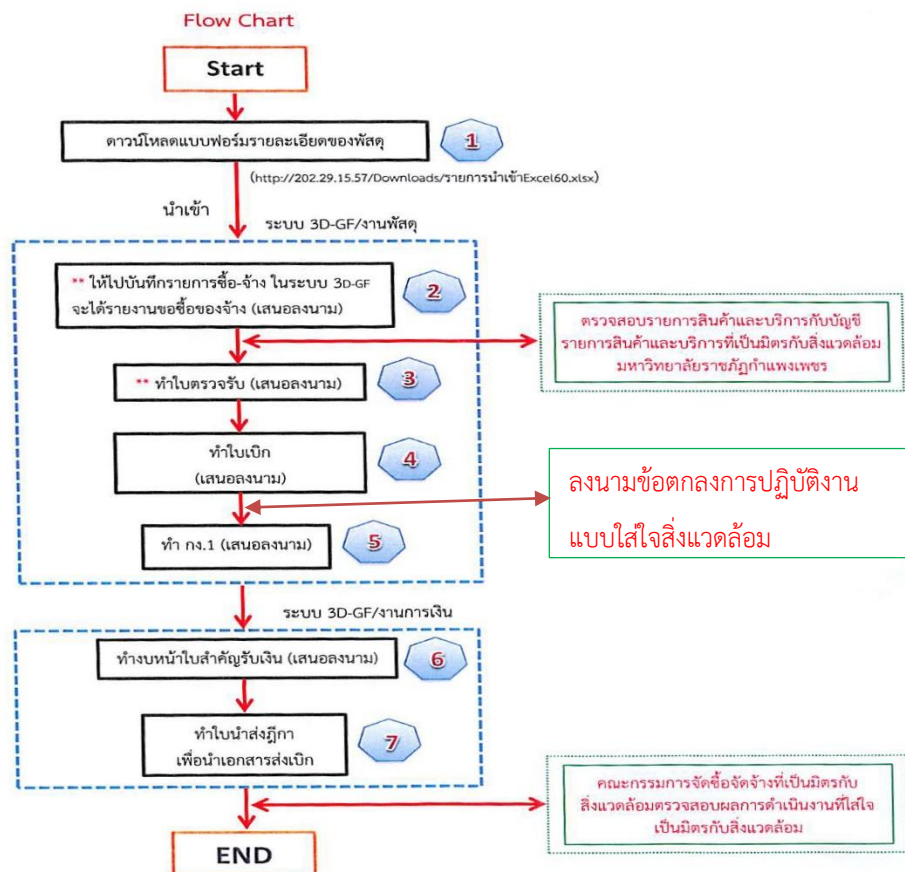 Flow Chart
Start
ดาวน์โหลดแบบฟอร์มรายละเอียดของพัสดุ
1
(http://202.29.15.57/Downloads/รายการนำเข้าExcel60.xlsx)
นำเข้า
ระบบ 3D-GF/งานพัสดุ
** ให้ไปบันทึกรายการซื้อ-จ้าง ในระบบ 3D-GF
จะได้รายงานขอซื้อของจ้าง (เสนอลงนาม)
2
ตรวจสอบรายการสินค้าและบริการกับบัญชี
รายการสินค้าและบริการที่เป็นมิตรกับสิ่งแวดล้อม
มหาวิทยาลัยราชภัฏกำแพงเพชร
** ทำใบตรวจรับ (เสนอลงนาม)
3
ทำใบเบิก
(เสนอลงนาม)
4
ลงนามข้อตกลงการปฏิบัติงาน
แบบใส่ใจสิ่งแวดล้อม
ทำ กง.1 (เสนอลงนาม)
5
ระบบ 3D-GF/งานการเงิน
ทำงบหน้าใบสำคัญรับเงิน (เสนอลงนาม)
6
ทำใบนำส่งฎีกา
เพื่อนำเอกสารส่งเบิก
7
คณะกรรมการจัดซื้อจัดจ้างที่เป็นมิตรกับ
สิ่งแวดล้อมตรวจสอบผลการดำเนินงานที่ใส่ใจ
เป็นมิตรกับสิ่งแวดล้อม
END